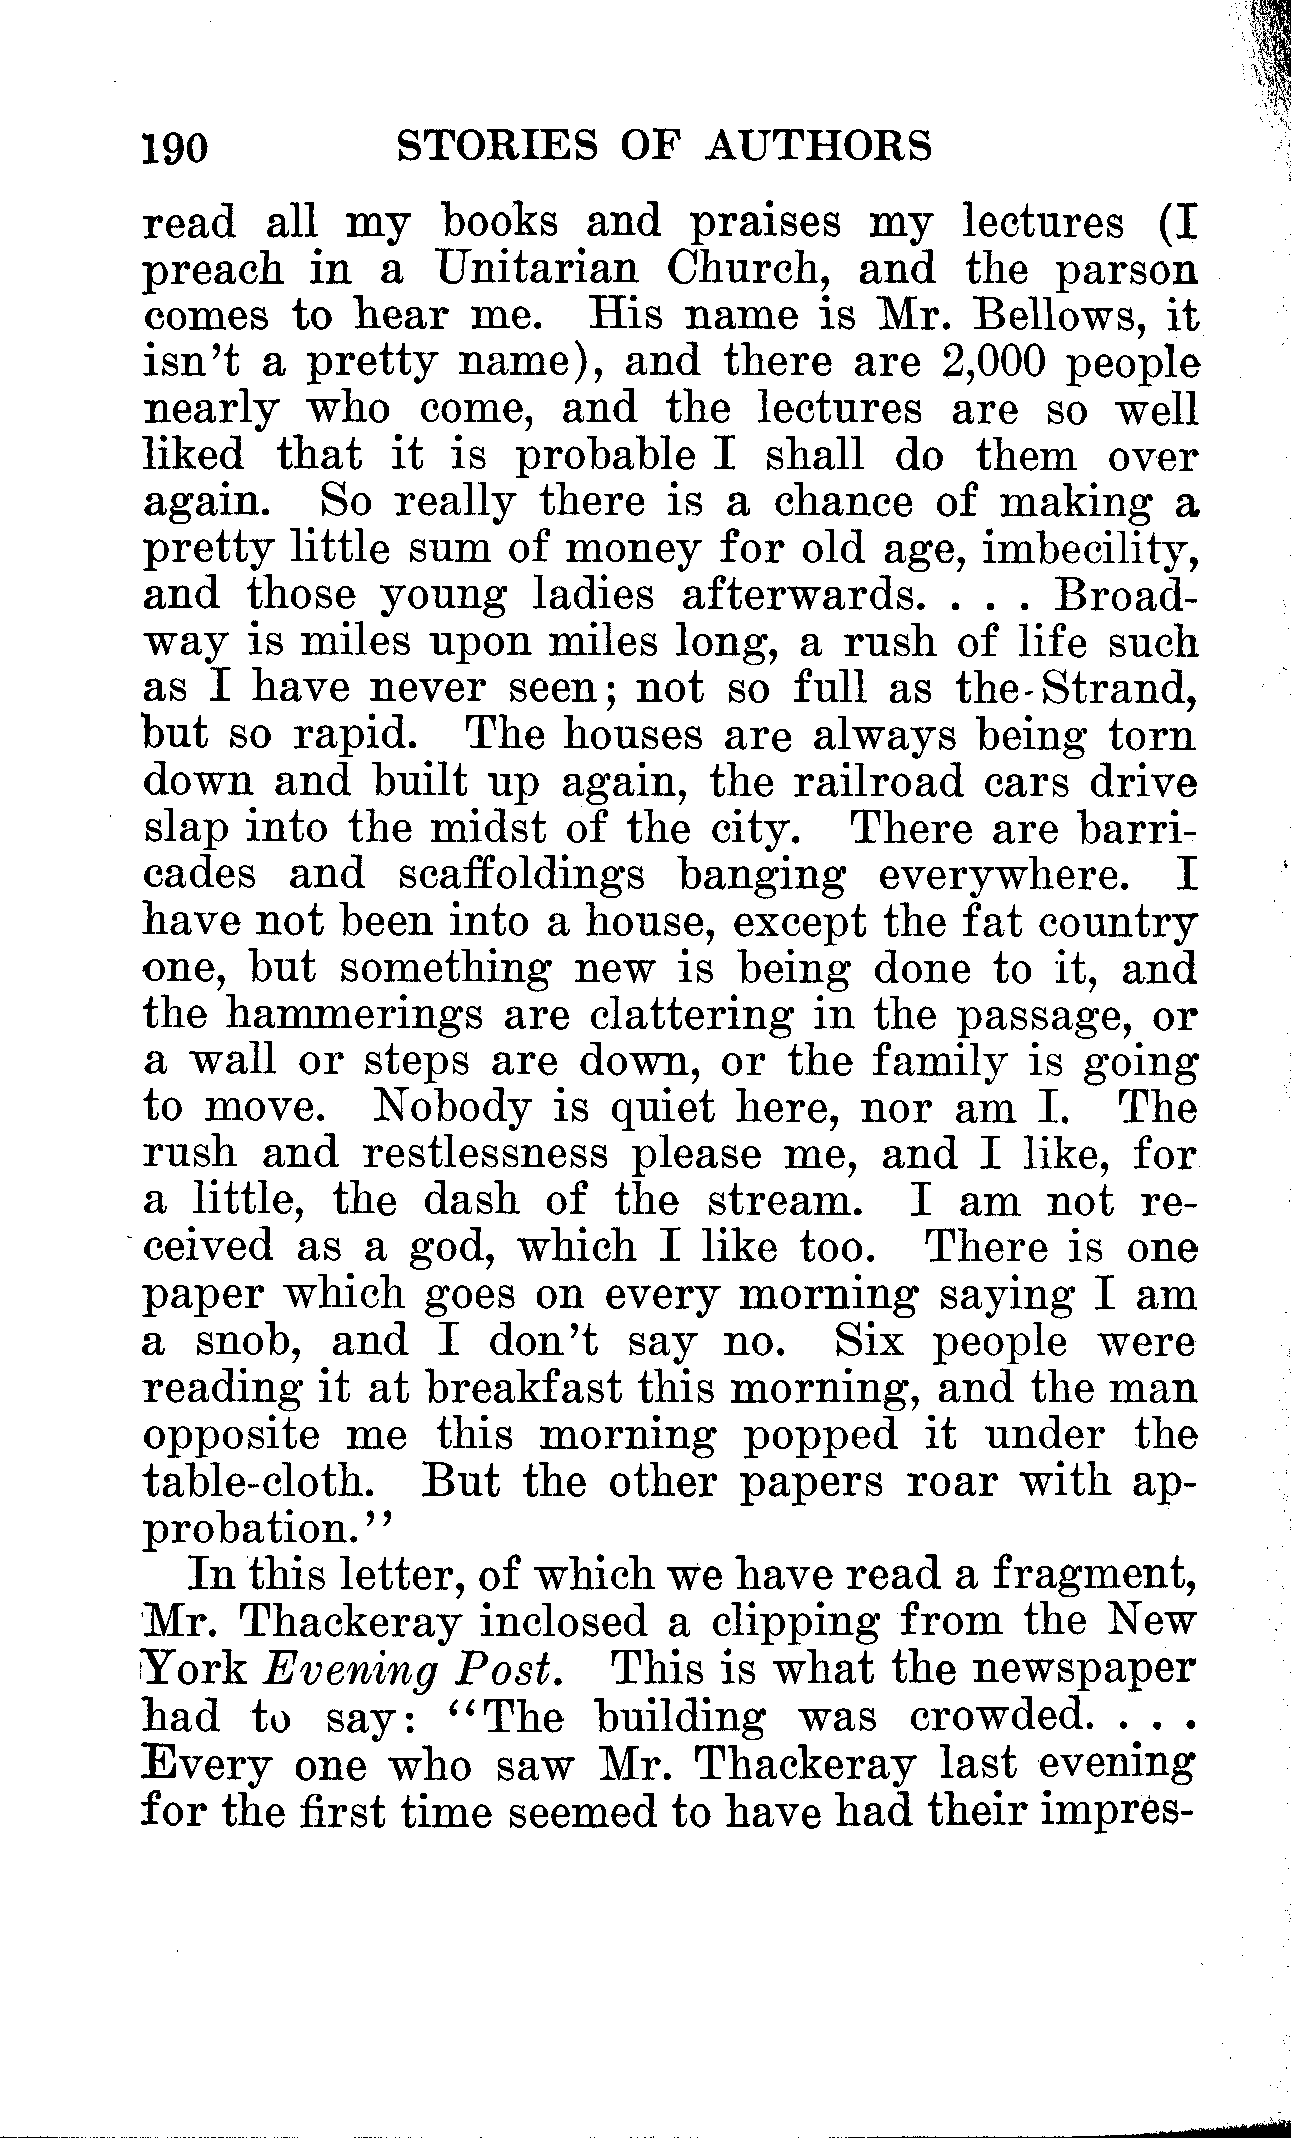 190 STORIES OF AUTHORS
read all my books and praises my lectures (I
preach in a Unitarian Church, and the parson
comes to hear me. His name is Mr. Bellows, it
isn't a pretty name), and there are 2,000 people
nearly who come, and the lectures are so well
liked that it is probable I shall do them over
again. So really there is a chance of making a
pretty little sum of money for old age, imbecility,
and those young ladies afterwards. . . . Broad-
way is miles upon miles long, a rush of life such
as I have never seen; not so full as the Strand,
but so rapid. The houses are always being torn
down and built up again, the railroad cars drive
slap into the midst of the city. There are barri-
cades and scaffoldings banging everywhere. I
have not been into a house, except the fat country
one, but something new is being done to it, and
the hammerings are clattering in the passage, or
a wall or steps are down, or the family is going
to move. Nobody is quiet here, nor am I. The
rush and restlessness please me, and I like, for
a little, the dash of the stream. I am not re-
ceived as a god, which I like too. There is one
paper which goes on every morning saying I am
a snob, and I don't say no. Six people were
reading it at breakfast this morning, and the man
opposite me this morning popped it under the
table-cloth. But the other papers roar with ap-
probation."
In this letter, of which we have read a fragment,
Mr. Thackeray inclosed a clipping from the New
York Evening Post. This is what the newspaper
had to say: "The building was crowded. . . .
Every one who saw Mr. Thackeray last evening
for the first time seemed to have had their impres-